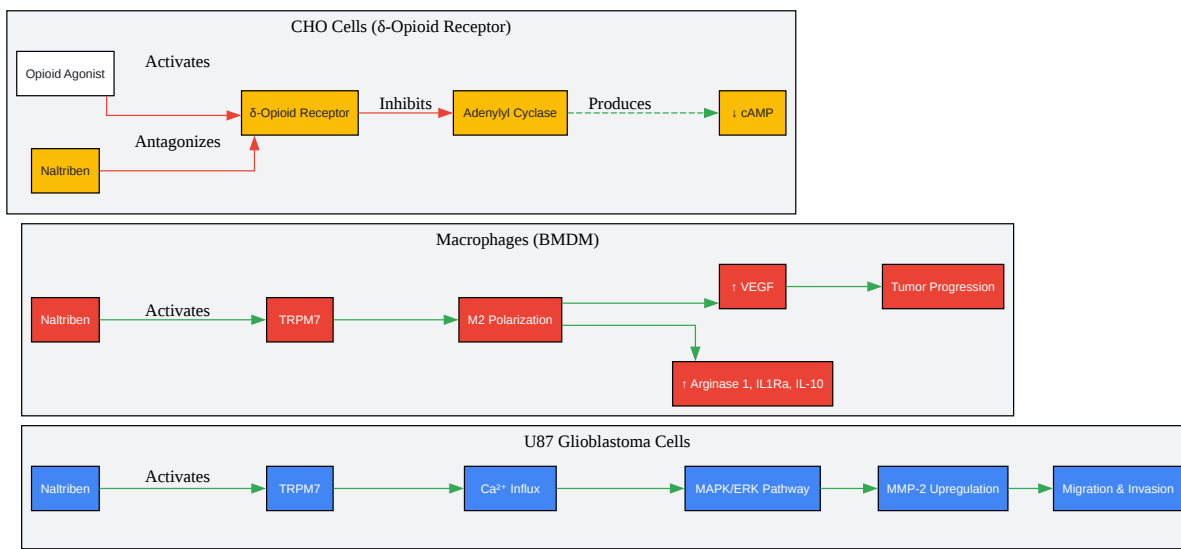 CHO Cells (δ-Opioid Receptor)
Opioid Agonist
Activates
δ-Opioid Receptor
Inhibits
Adenylyl Cyclase
Produces
↓ cAMP
Antagonizes
Naltriben
Macrophages (BMDM)
Naltriben
Activates
TRPM7
M2 Polarization
↑ VEGF
Tumor Progression
↑ Arginase 1, IL1Ra, IL-10
U87 Glioblastoma Cells
Naltriben
Activates
TRPM7
Ca²⁺ Influx
MAPK/ERK Pathway
MMP-2 Upregulation
Migration & Invasion